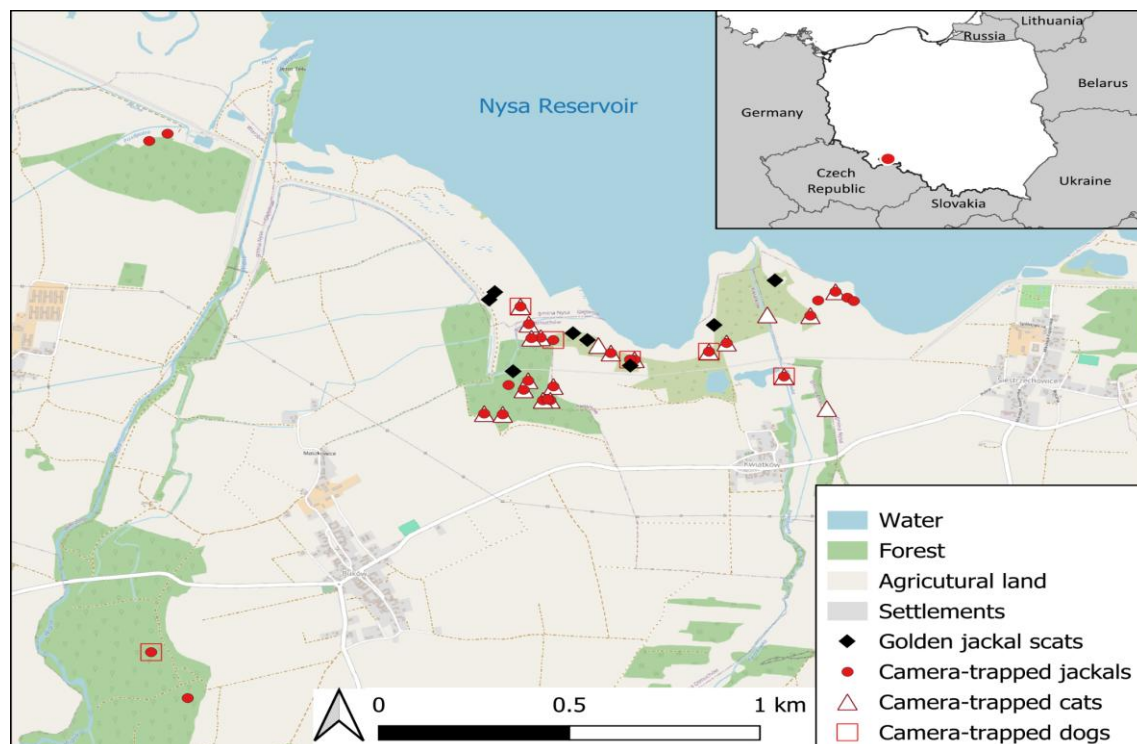 Nysa Reservoir
Lithuania
Russia
Belarus
Germany
Czech
Republic
Ukraine
Slovakia
Siestrzechowice
Water
Forest
Agricutural land
Settlements
Golden jackal scats
Camera-trapped jackals
Camera-trapped cats
Camera-trapped dogs
0 0.5 1 km